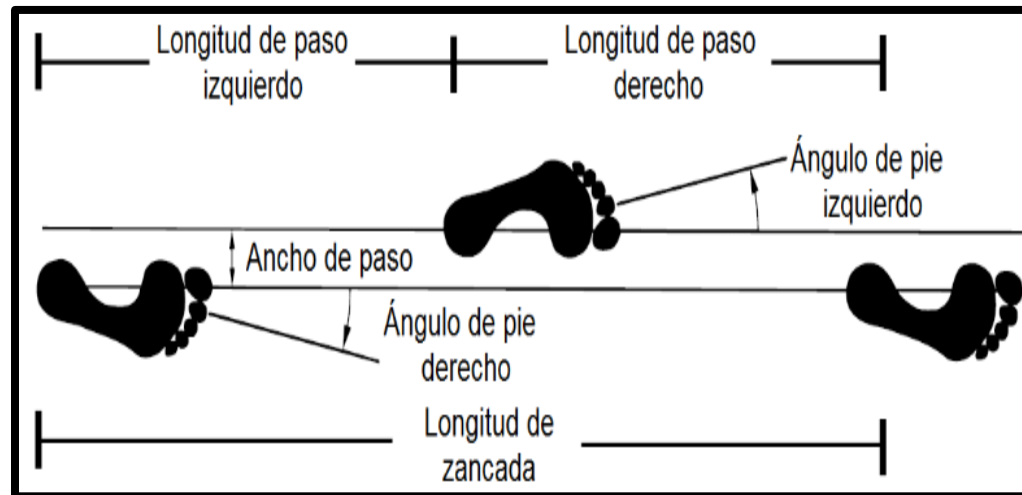 Longitud de paso
izquierdo
Longitud de paso
derecho
Ángulo de pie
izquierdo
Ancho de paso
Ángulo de pie
derecho
Longitud de
zancada